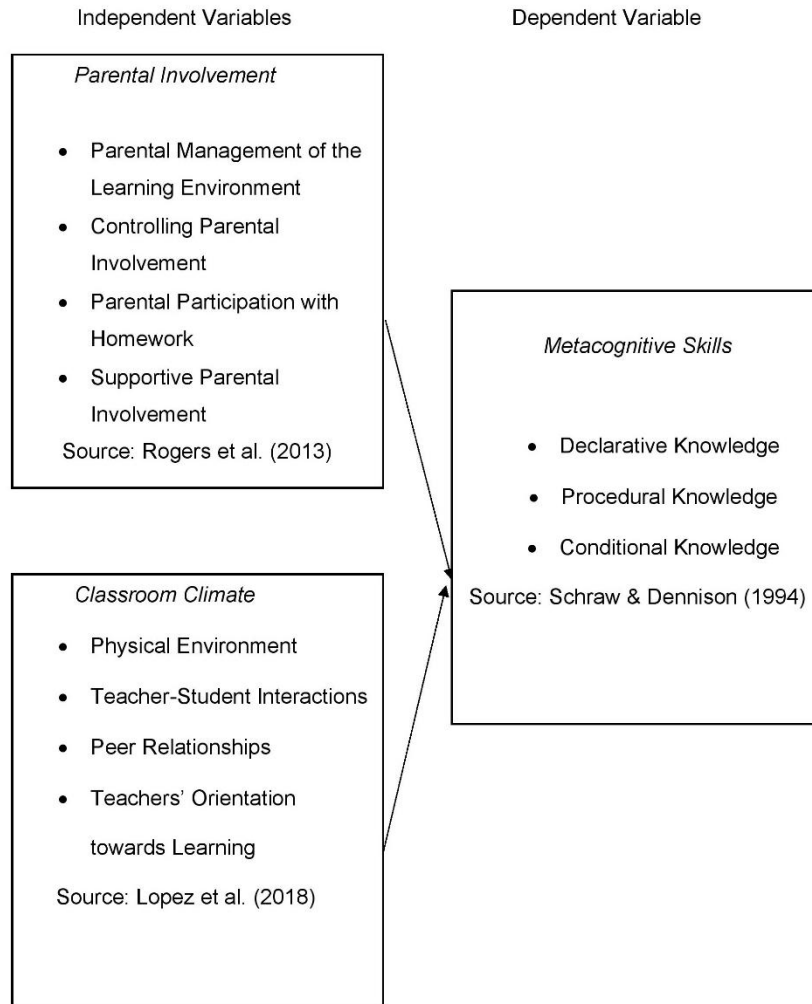 Independent Variables
Dependent Variable
Parental Involvement
• Parental Management of the
Learning Environment
• Controlling Parental
Involvement
• Parental Participation with
Homework
• Supportive Parental
Involvement
Source: Rogers et al. (2013)
Classroom Climate
• Physical Environment
• Teacher-Student Interactions
• Peer Relationships
• Teachers’ Orientation
towards Learning
Source: Lopez et al. (2018)
Metacognitive Skills
• Declarative Knowledge
• Procedural Knowledge
• Conditional Knowledge
Source: Schraw & Dennison (1994)